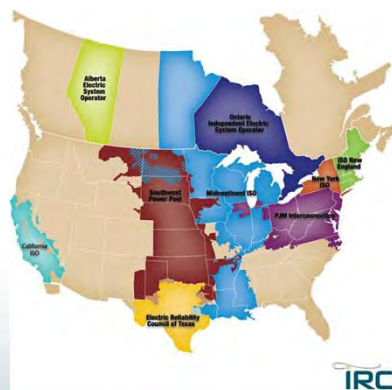 Alberta
Electric
System
Operator
Ontario
Independent Electric
System Operator
ISO New
England
New York
ISO
Southwest
Power Pool
Midcontinent ISO
PJM Interconnection
California
ISO
Electric Reliability
Council of Texas
IRC